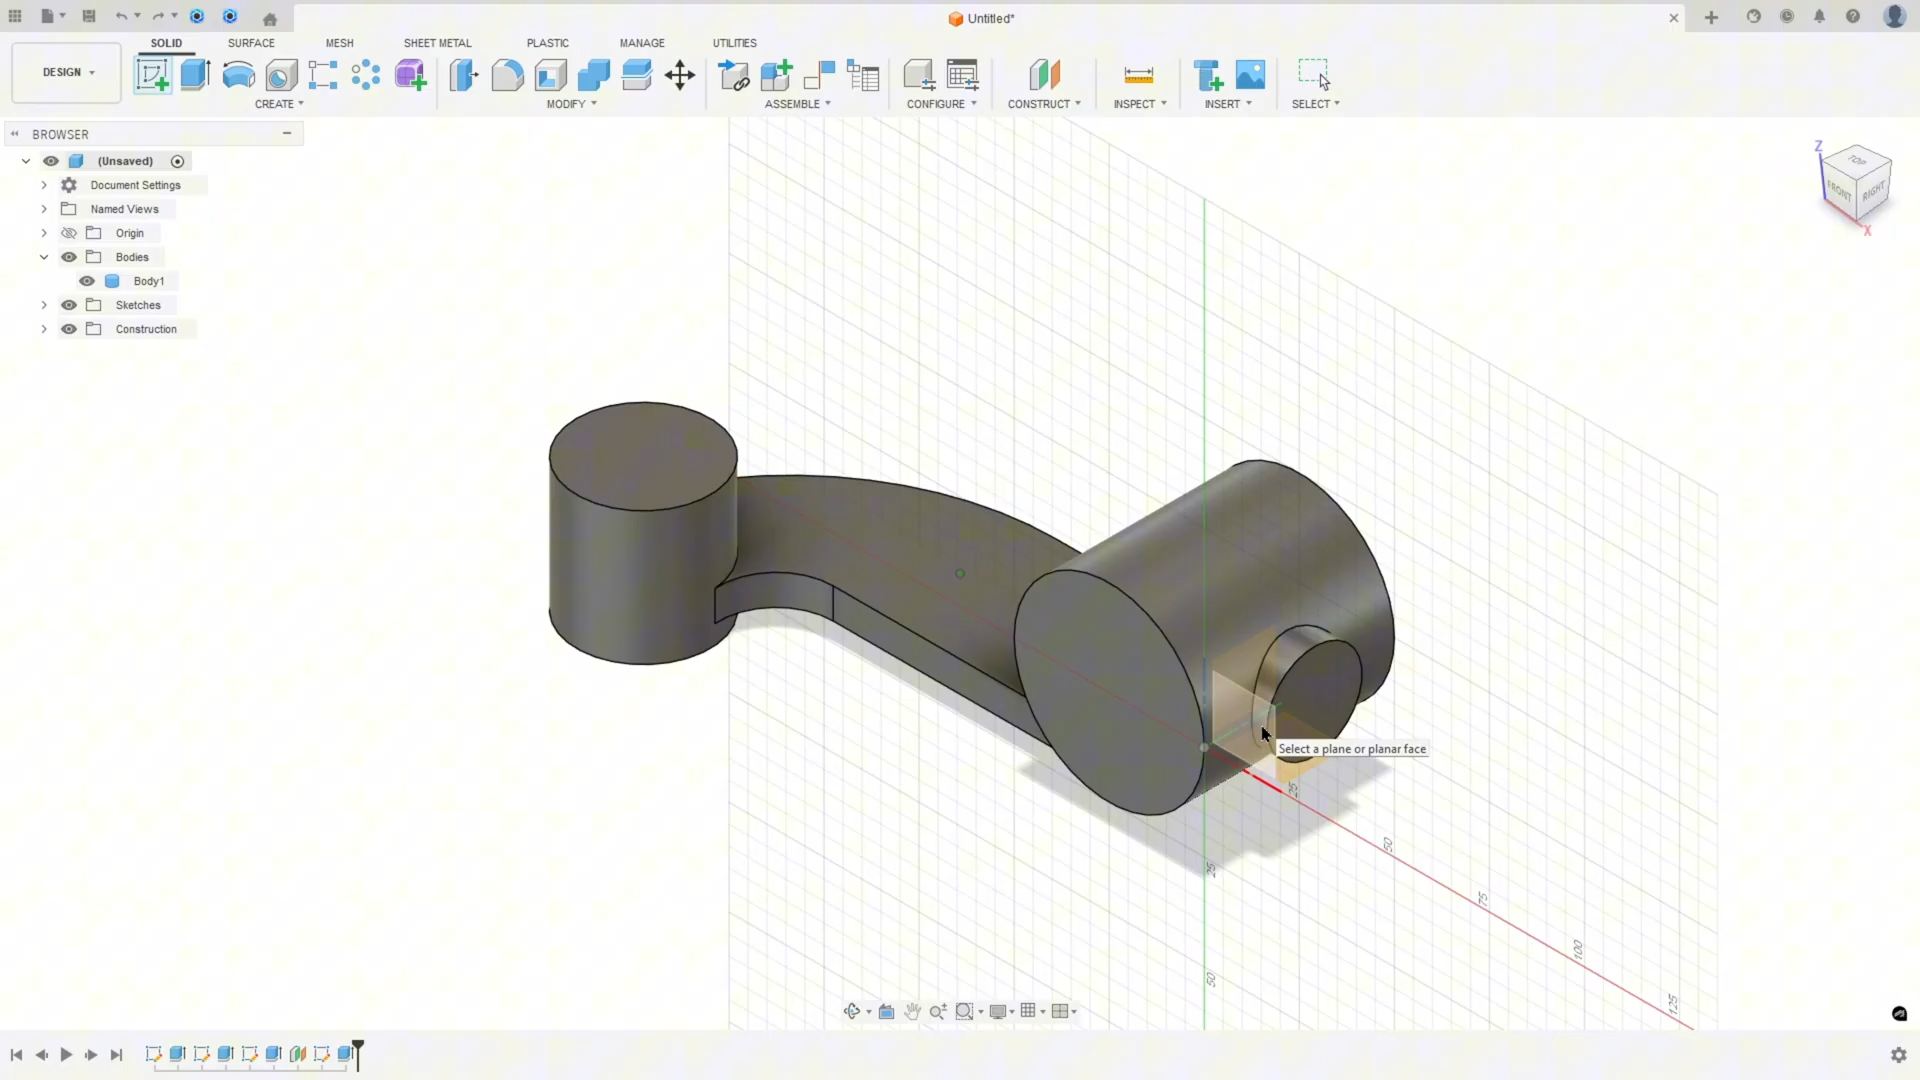 Untitled*
SOLID SURFACE MESH SHEET METAL PLASTIC MANAGE UTILITIES
DESIGN
CREATE MODIFY ASSEMBLE CONFIGURE CONSTRUCT INSPECT INSERT SELECT
BROWSER
(Unsaved)
Document Settings
Named Views
Origin
Bodies
Body1
Sketches
Construction
Z
TOP
FRONT
RIGHT
X
Select a plane or planar face
25
50
75
100
125
25
50